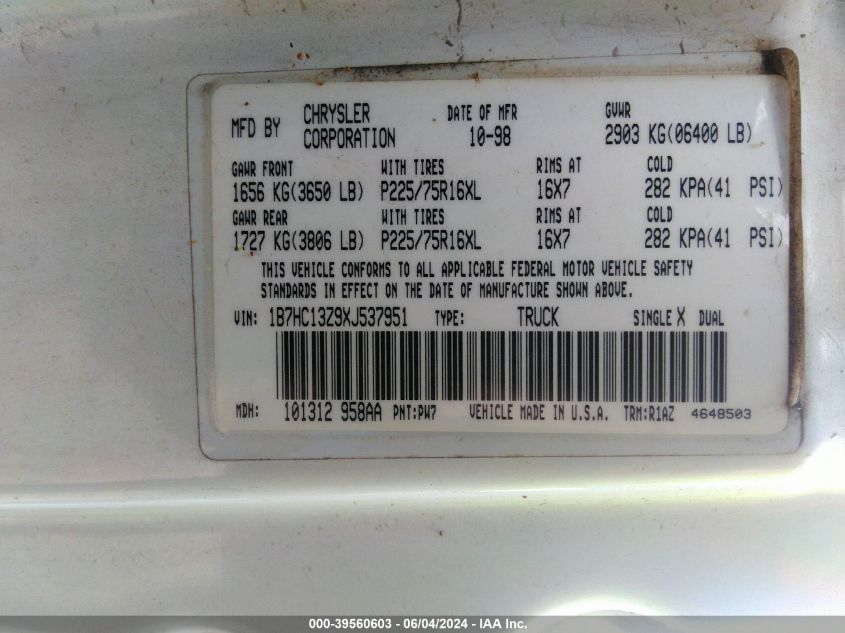 MFD BY CHRYSLER CORPORATION DATE OF MFR 10-98 GVWR 2903 KG(06400 LB)
GAWR FRONT WITH TIRES RIMS AT COLD
1656 KG(3650 LB) P225/75R16XL 16X7 282 KPA(41 PSI)
GAWR REAR WITH TIRES RIMS AT COLD
1727 KG(3806 LB) P225/75R16XL 16X7 282 KPA(41 PSI)
THIS VEHICLE CONFORMS TO ALL APPLICABLE FEDERAL MOTOR VEHICLE SAFETY
STANDARDS IN EFFECT ON THE DATE OF MANUFACTURE SHOWN ABOVE.
VIN: 1B7HC13Z9XJ537951 TYPE: TRUCK SINGLE X DUAL
MDH: 101312 958AA PNT:PW7 VEHICLE MADE IN U.S.A. TRM:R1AZ 4648503
000-39560603 - 06/04/2024 - IAA Inc.